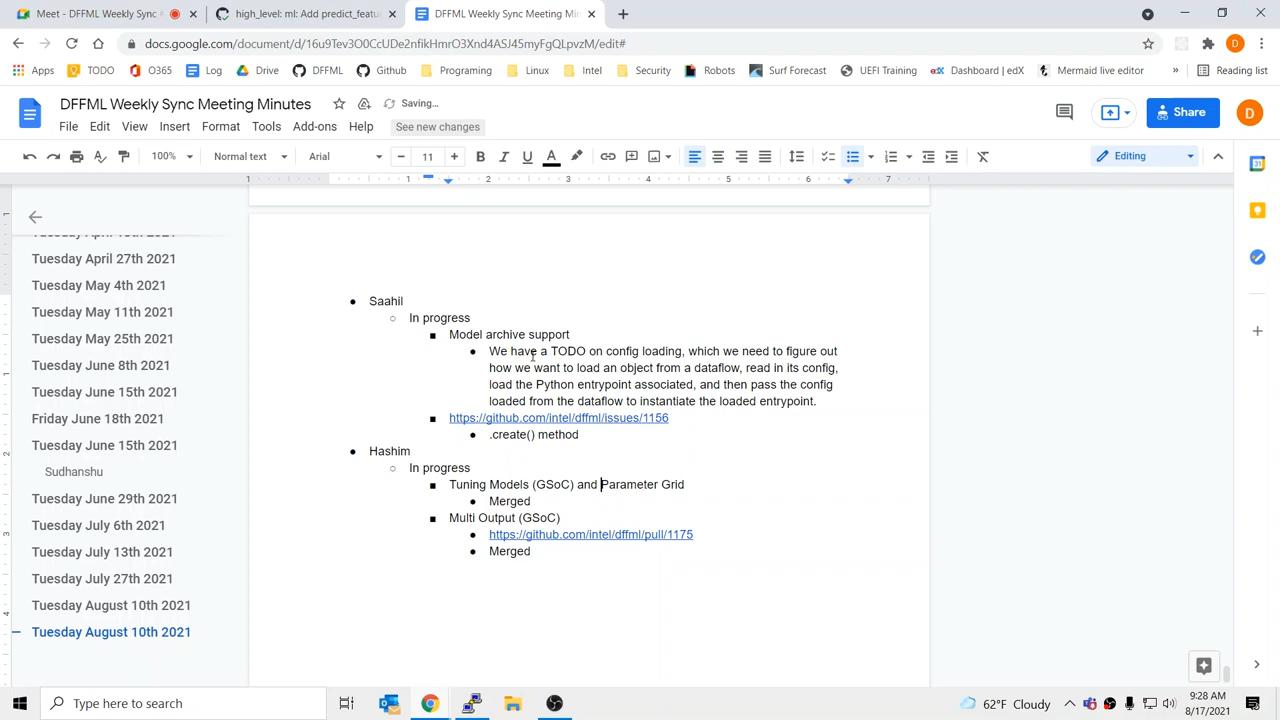 Meet - D
high_level: ml: Add predict_featur
DFFML Weekly Sync Meeting Min
docs.google.com/document/d/16u9Tev3O0CcUDe2nfikHmrO3Xnd4ASJ45myFgQLpvzM/edit#
Apps TODO O365 Log Drive DFFML Github Programing Linux Intel Security Robots Surf Forecast UEFI Training Dashboard | edX Mermaid live editor » Reading list
DFFML Weekly Sync Meeting Minutes
Saving…
File Edit View Insert Format Tools Add-ons Help See new changes
Share
D
100% Normal text Arial 11 B I U A Editing
1 1 2 3 4 5 6 7
Tuesday April 27th 2021
Tuesday May 4th 2021
Tuesday May 11th 2021
Tuesday May 25th 2021
Tuesday June 8th 2021
Tuesday June 15th 2021
Friday June 18th 2021
Tuesday June 15th 2021
Sudhanshu
Tuesday June 29th 2021
Tuesday July 6th 2021
Tuesday July 13th 2021
Tuesday July 27th 2021
Tuesday August 10th 2021
Tuesday August 10th 2021
Saahil
In progress
Model archive support
We have a TODO on config loading, which we need to figure out
how we want to load an object from a dataflow, read in its config,
load the Python entrypoint associated, and then pass the config
loaded from the dataflow to instantiate the loaded entrypoint.
https://github.com/intel/dffml/issues/1156
.create() method
Hashim
In progress
Tuning Models (GSoC) and Parameter Grid
Merged
Multi Output (GSoC)
https://github.com/intel/dffml/pull/1175
Merged
Type here to search
62°F Cloudy
9:28 AM
8/17/2021